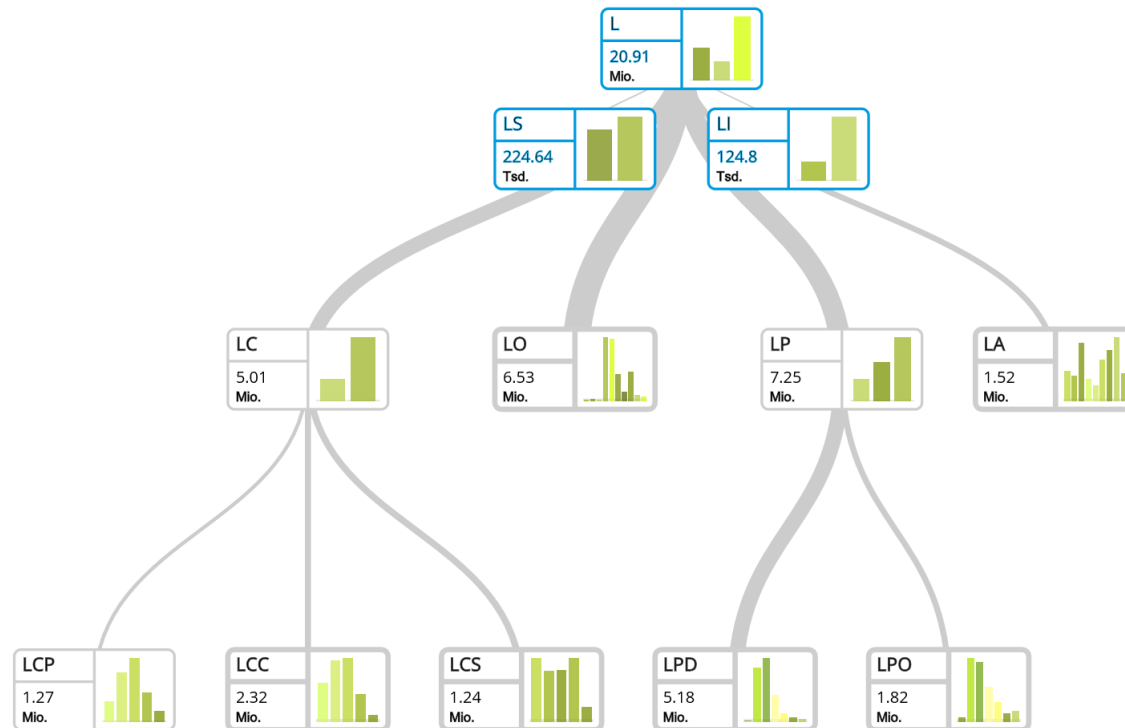 L
20.91
Mio.
LS
224.64
Tsd.
LI
124.8
Tsd.
LC
5.01
Mio.
LO
6.53
Mio.
LP
7.25
Mio.
LA
1.52
Mio.
LCP
1.27
Mio.
LCC
2.32
Mio.
LCS
1.24
Mio.
LPD
5.18
Mio.
LPO
1.82
Mio.